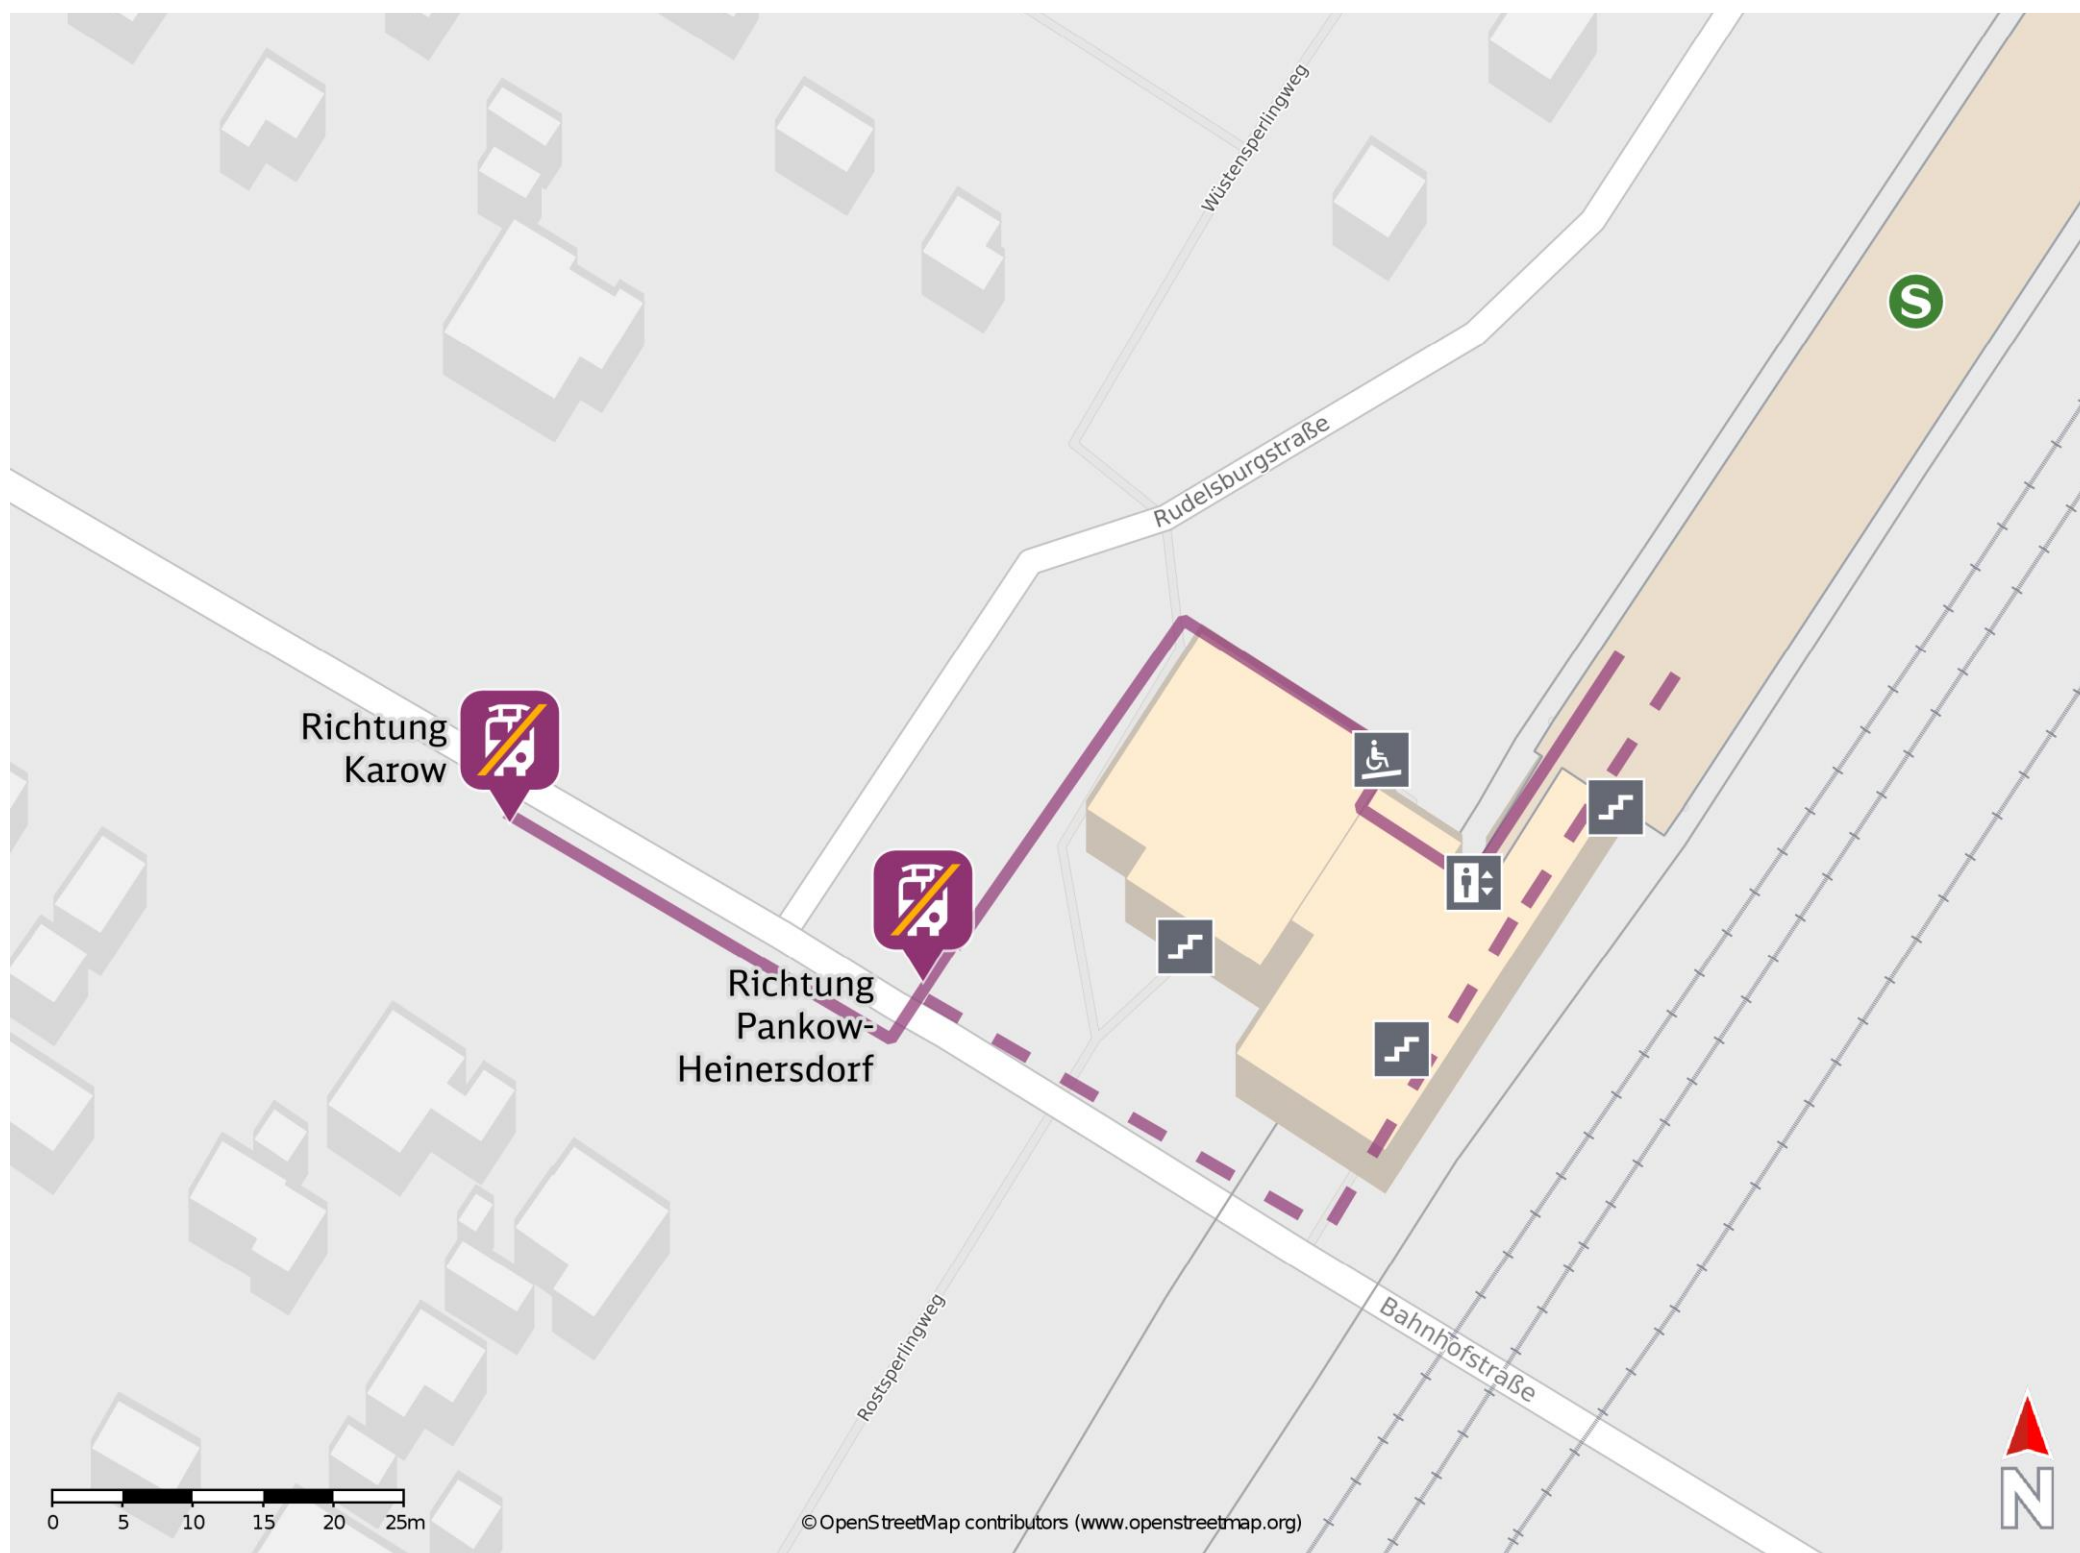 Wüstensperlingweg
S
Rudelsburgstraße
Richtung
Karow
Richtung
Pankow-
Heinersdorf
Rostsperlingweg
Bahnhofstraße
N
0 5 10 15 20 25m
© OpenStreetMap contributors (www.openstreetmap.org)